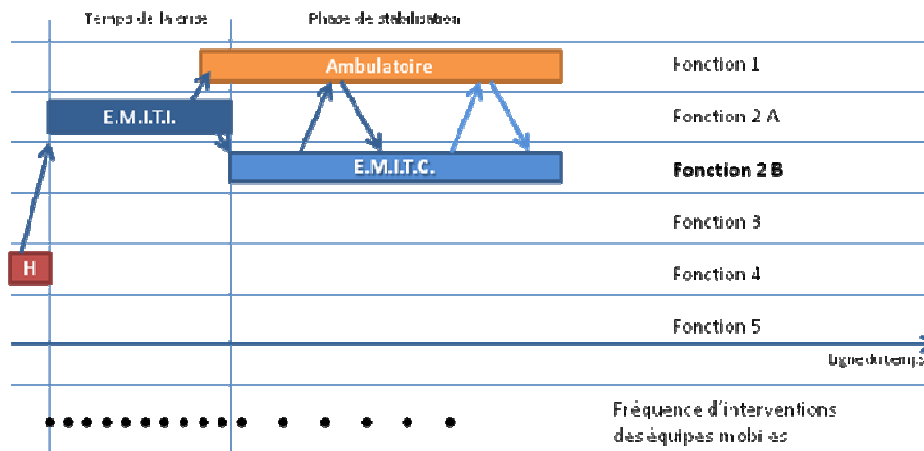 Temps de la crise
Phase de stabilisation
Ambulatoire
Fonction 1
E.M.I.T.I.
Fonction 2 A
E.M.I.T.C.
Fonction 2 B
Fonction 3
H
Fonction 4
Fonction 5
Ligne du temps
Fréquence d'interventions
des équipes mobiles